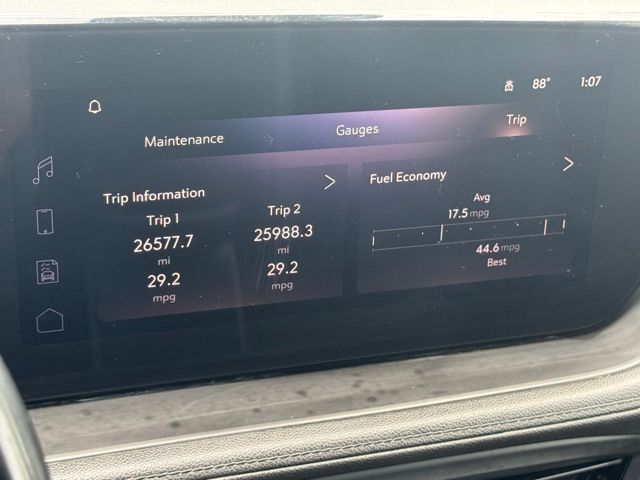 88° 1:07
Maintenance Gauges Trip
Trip Information
Trip 1 Trip 2
26577.7 25988.3
mi mi
29.2 29.2
mpg mpg
Fuel Economy
Avg
17.5 mpg
44.6 mpg
Best